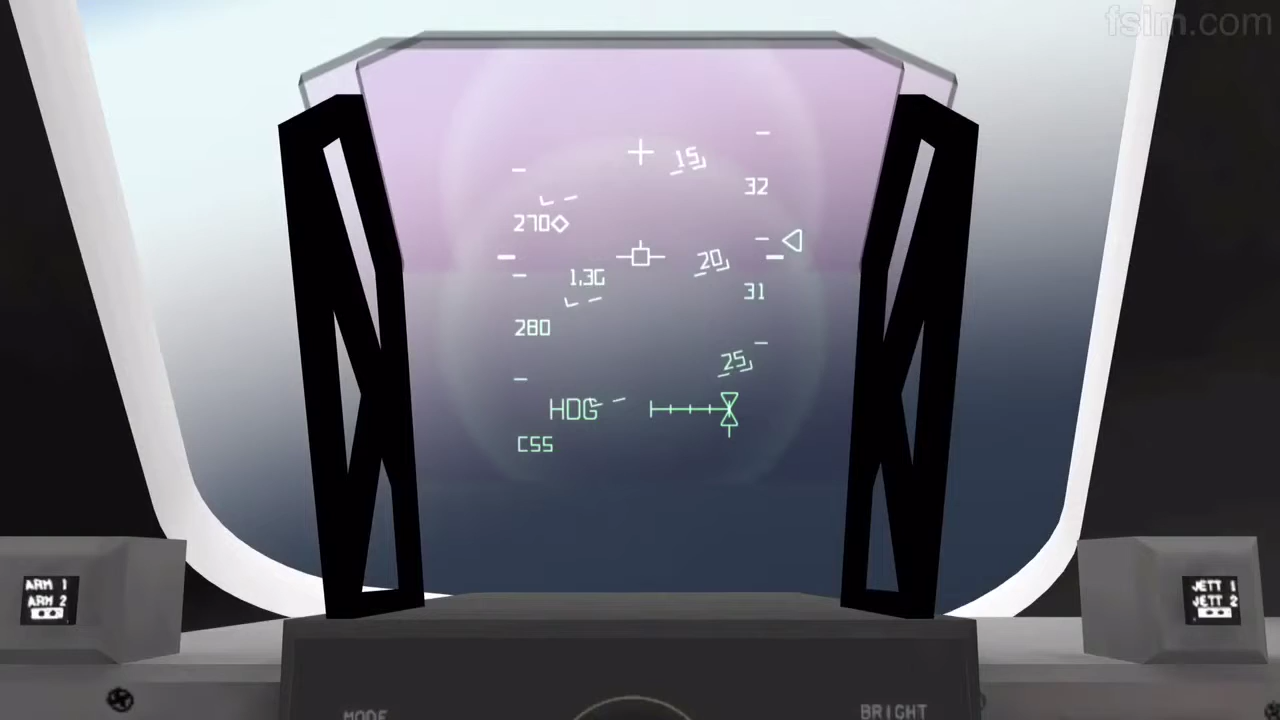 fsim.com
15
32
270
20
1.3G
31
280
25
HDG
CSS
ARM 1
ARM 2
JETT 1
JETT 2
MODE
BRIGHT